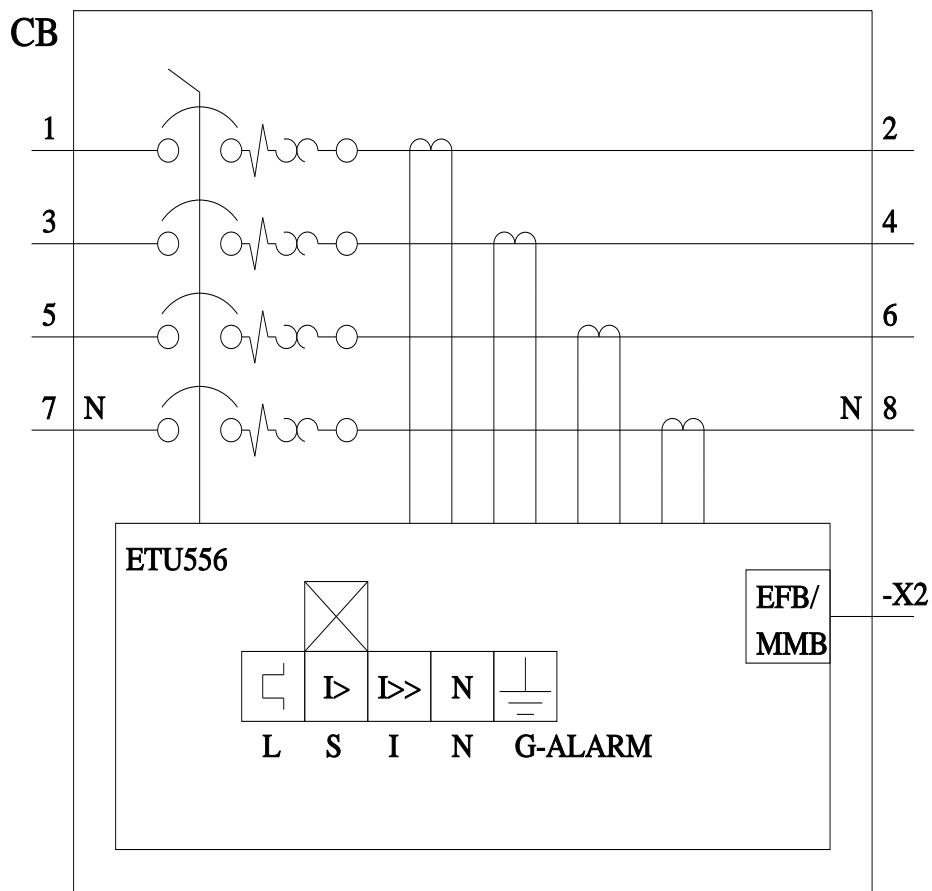 CB
1 2
3 4
5 6
7 N N 8
ETU556
EFB/
MMB
-X2
I> I>> N
L S I N G-ALARM